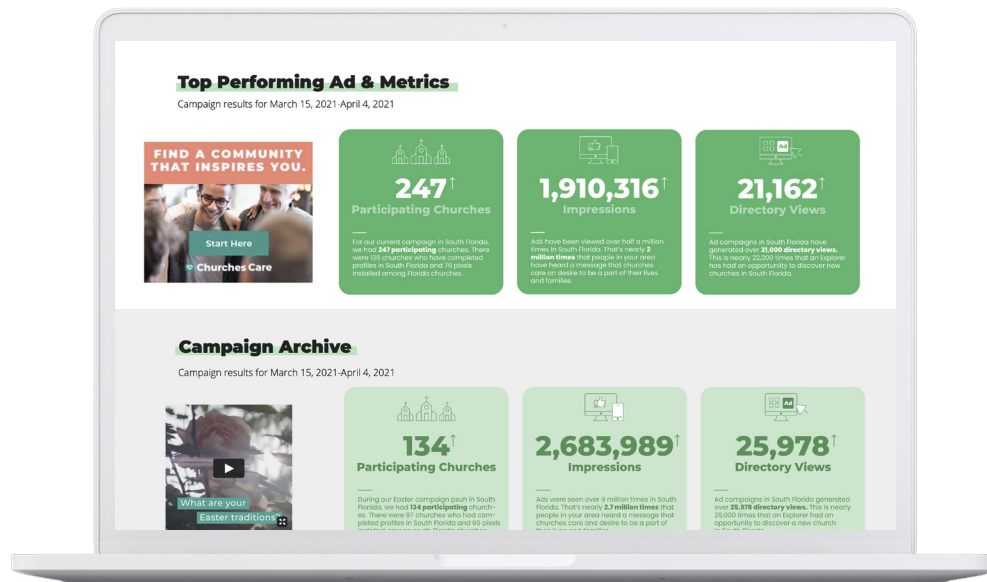 Top Performing Ad & Metrics
Campaign results for March 15, 2021-April 4, 2021
FIND A COMMUNITY
THAT INSPIRES YOU.
Start Here
Churches Care
247↑
Participating Churches
For our current campaign in South Florida,
we had 247 participating churches. There
were 136 churches who have completed
profiles in South Florida and 76 pixels
installed among Florida churches.
Ad
1,910,316↑
Impressions
Ads have been viewed over half a million
times in South Florida. That's nearly 2
million times that people in your area
have heard a message that churches
care an desire to be a part of their lives
and families.
21,162↑
Directory Views
Ad campaigns in South Florida have
generated over 21,000 directory views.
This is nearly 22,000 times that an Explorer
has had an opportunity to discover new
churches in South Florida.
Campaign Archive
Campaign results for March 15, 2021-April 4, 2021
What are your
Easter traditions?
134↑
Participating Churches
During our Easter campaign psuh in South
Florida, we had 134 participating church-
es. There were 97 churches who had com-
pleted profiles in South Florida and 66 pixels
2,683,989↑
Impressions
Ads were seen over 9 million times in South
Florida. That's nearly 2.7 million times that
people in your area heard a message that
churches care and desire to be a part of
Ad
25,978↑
Directory Views
Ad campaigns in South Florida generated
over 25,978 directory views. This is nearly
26,000 times that an Explorer had an
opportunity to discover a new church